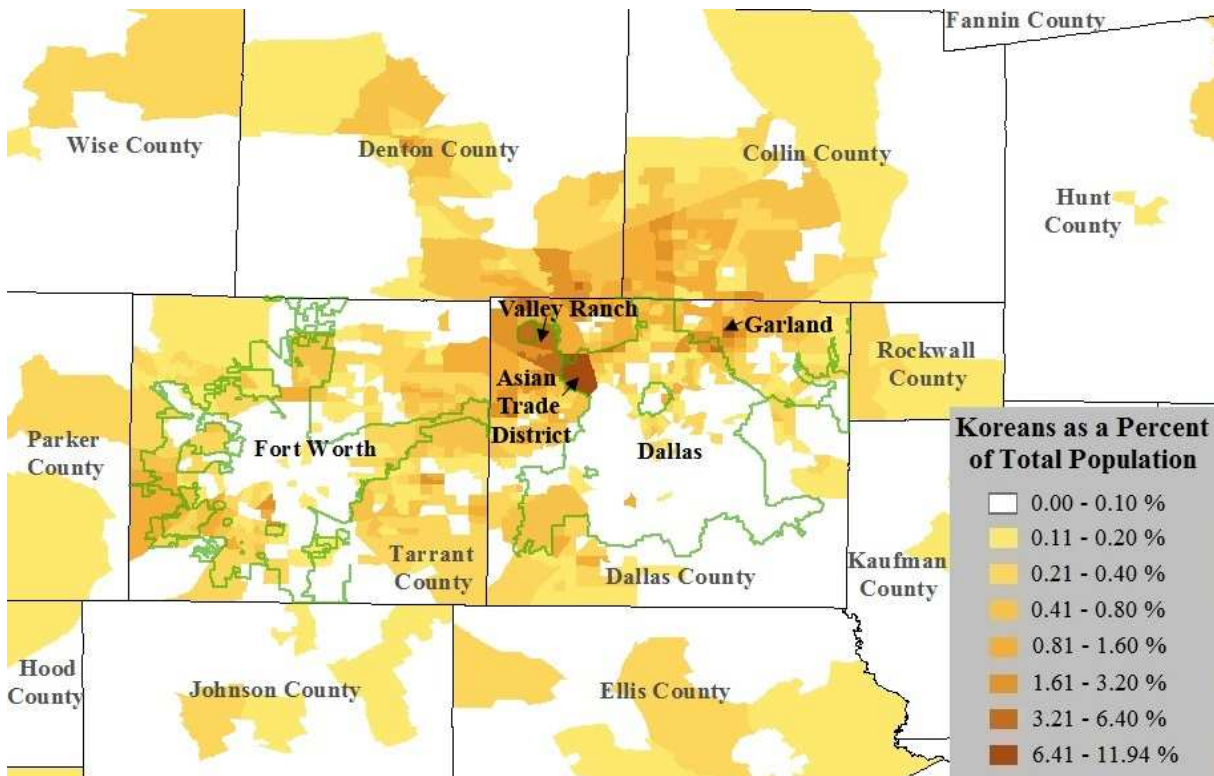 Fannin County
Wise County
Denton County
Collin County
Hunt
County
Valley Ranch
Garland
Rockwall
County
Asian
Trade
District
Parker
County
Fort Worth
Dallas
Tarrant
County
Dallas County
Kaufman
County
Hood
County
Johnson County
Ellis County
Koreans as a Percent
of Total Population
0.00 - 0.10 %
0.11 - 0.20 %
0.21 - 0.40 %
0.41 - 0.80 %
0.81 - 1.60 %
1.61 - 3.20 %
3.21 - 6.40 %
6.41 - 11.94 %